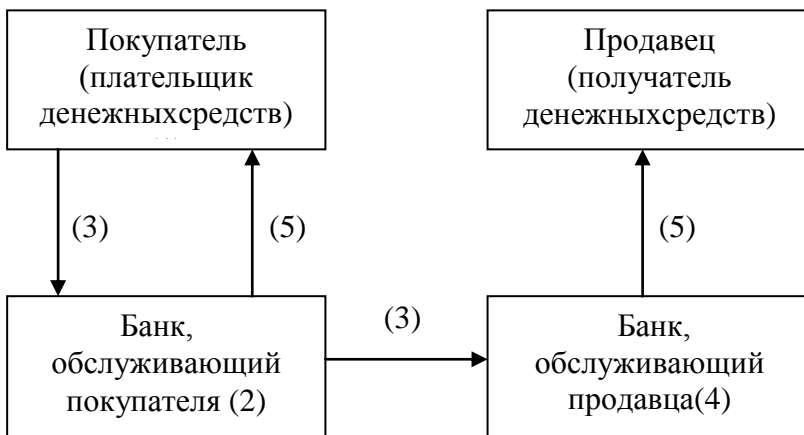 Покупатель
(плательщик
денежныхсредств)
Продавец
(получатель
денежныхсредств)
(3)
(5)
(5)
Банк,
обслуживающий
покупателя (2)
(3)
Банк,
обслуживающий
продавца(4)